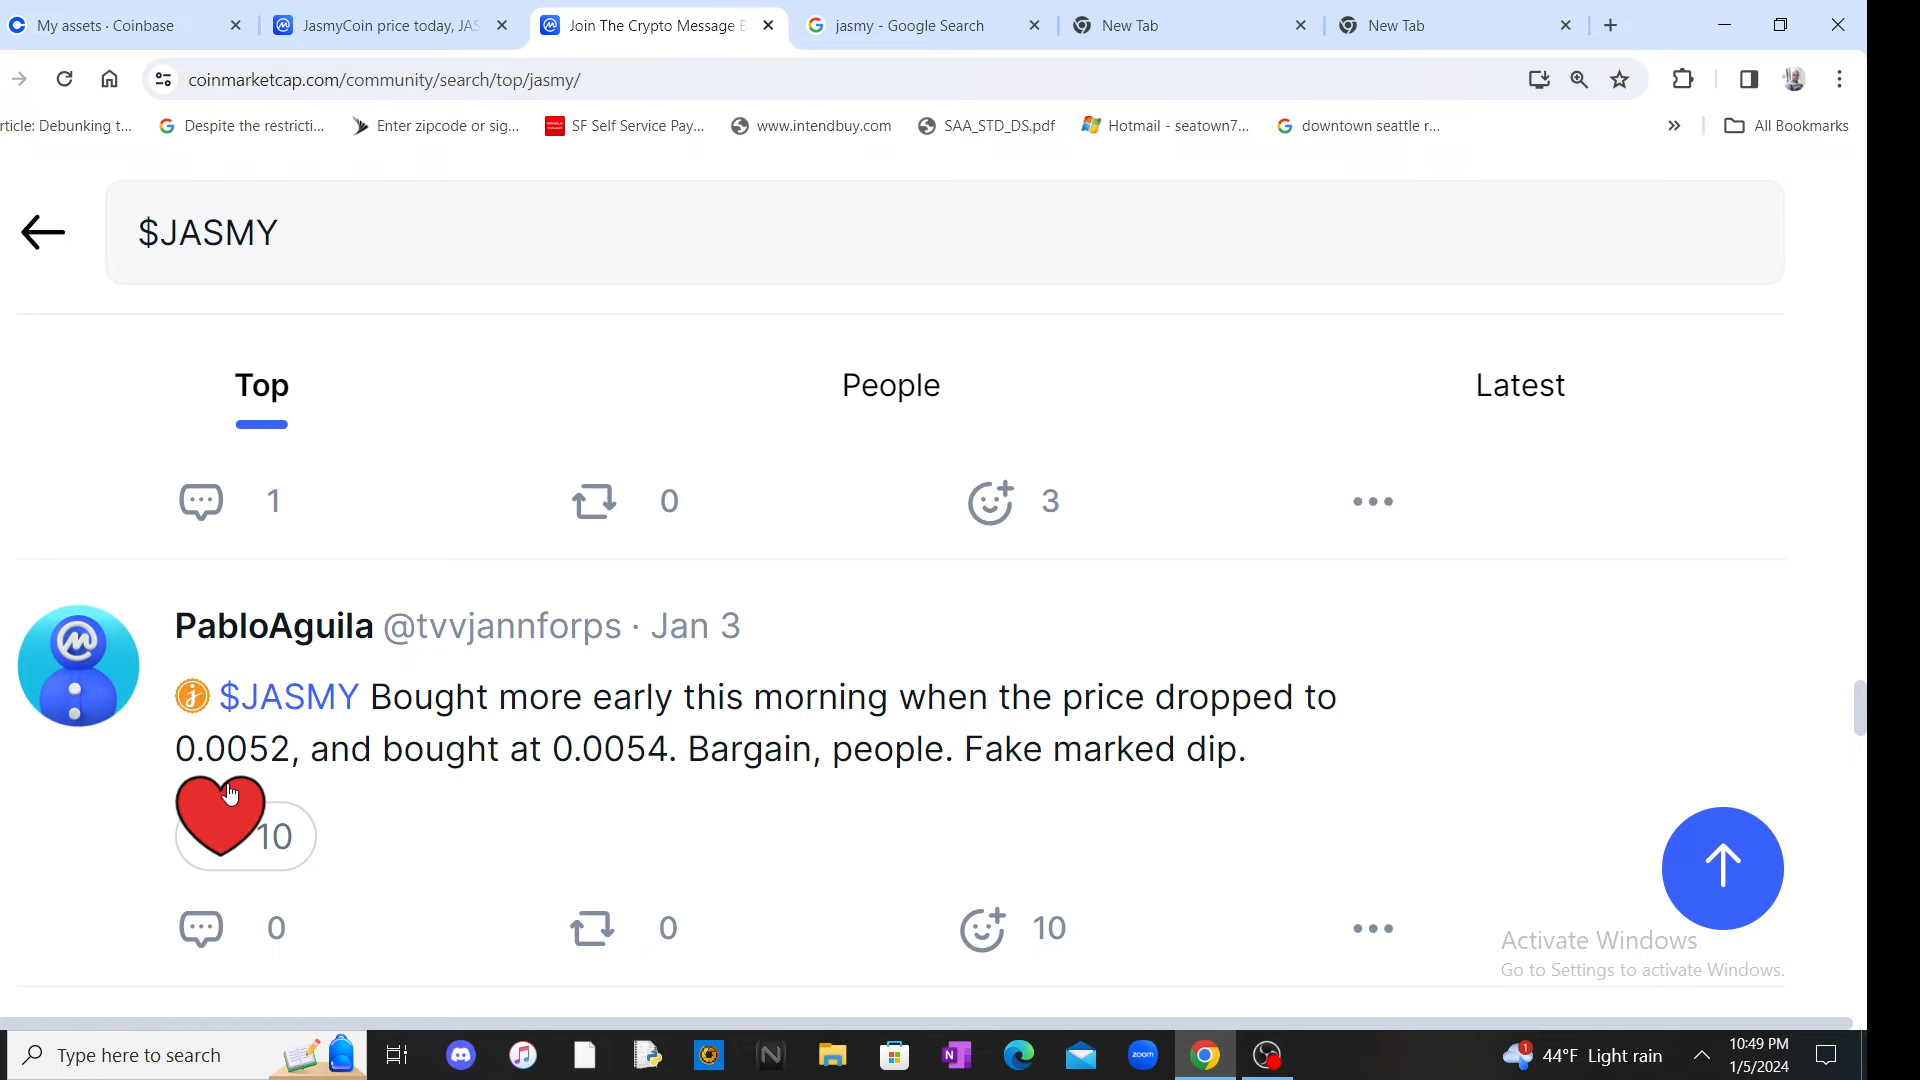 My assets · Coinbase
JasmyCoin price today, JAS
Join The Crypto Message B
jasmy - Google Search
New Tab
New Tab
coinmarketcap.com/community/search/top/jasmy/
rticle: Debunking t...
Despite the restricti...
Enter zipcode or sig...
SF Self Service Pay...
www.intendbuy.com
SAA_STD_DS.pdf
Hotmail - seatown7...
downtown seattle r...
»
All Bookmarks
$JASMY
Top
People
Latest
1
0
3
PabloAguila @tvvjannforps · Jan 3
$JASMY Bought more early this morning when the price dropped to
0.0052, and bought at 0.0054. Bargain, people. Fake marked dip.
10
0
0
10
Activate Windows
Go to Settings to activate Windows.
Type here to search
zoom
1
44°F Light rain
10:49 PM
1/5/2024